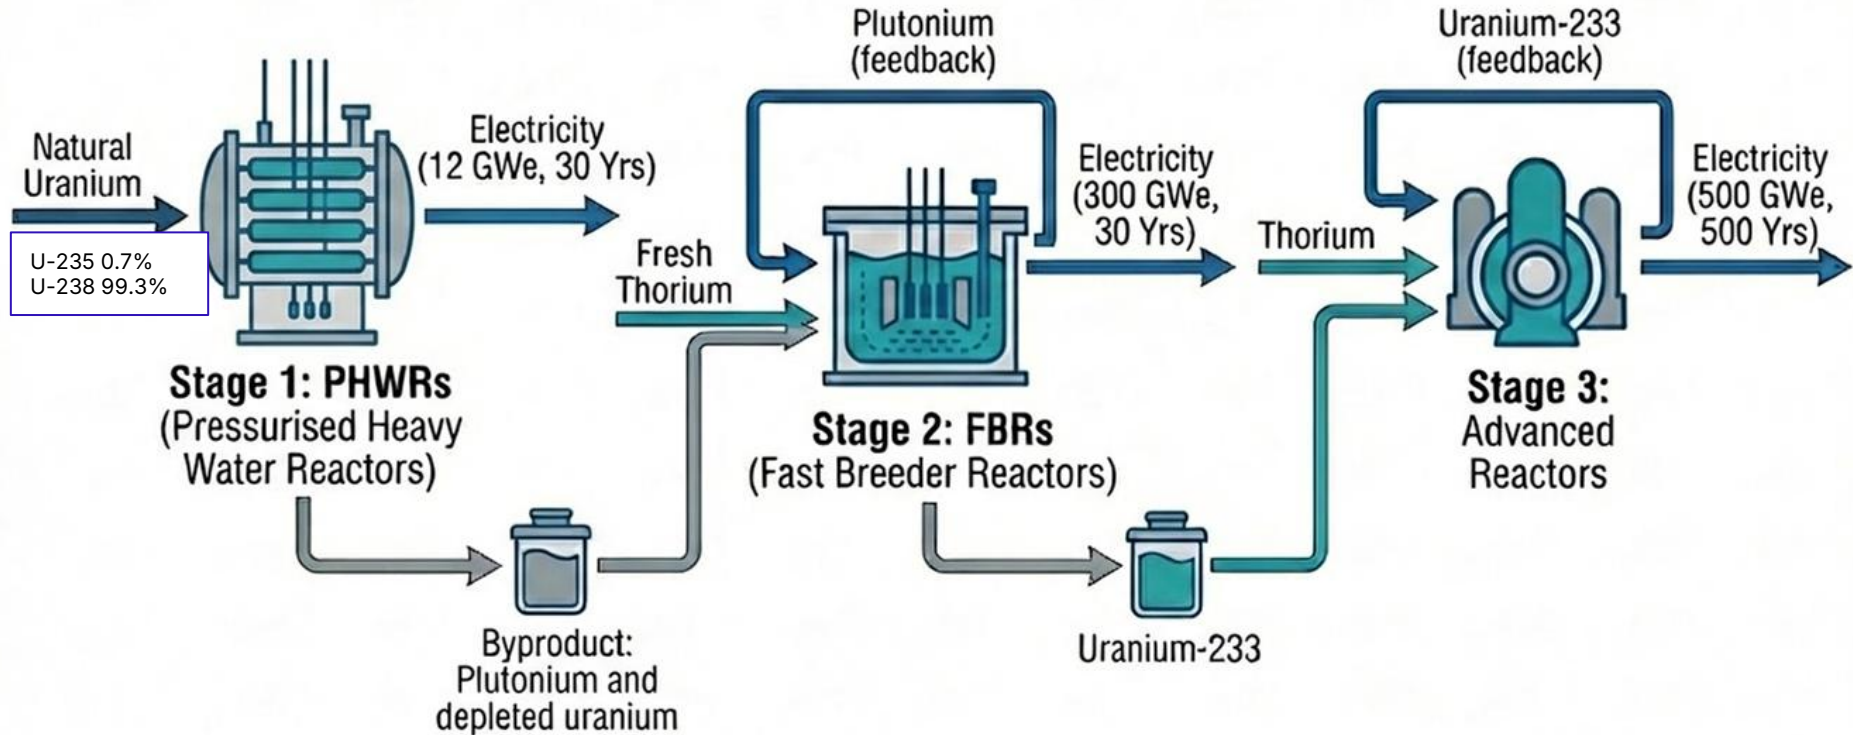 Natural
Uranium
U-235 0.7%
U-238 99.3%
Electricity
(12 GWe, 30 Yrs)
Stage 1: PHWRs
(Pressurised Heavy
Water Reactors)
Byproduct:
Plutonium and
depleted uranium
Fresh
Thorium
Plutonium
(feedback)
Electricity
(300 GWe,
30 Yrs)
Stage 2: FBRs
(Fast Breeder Reactors)
Uranium-233
Thorium
Uranium-233
(feedback)
Electricity
(500 GWe,
500 Yrs)
Stage 3:
Advanced
Reactors